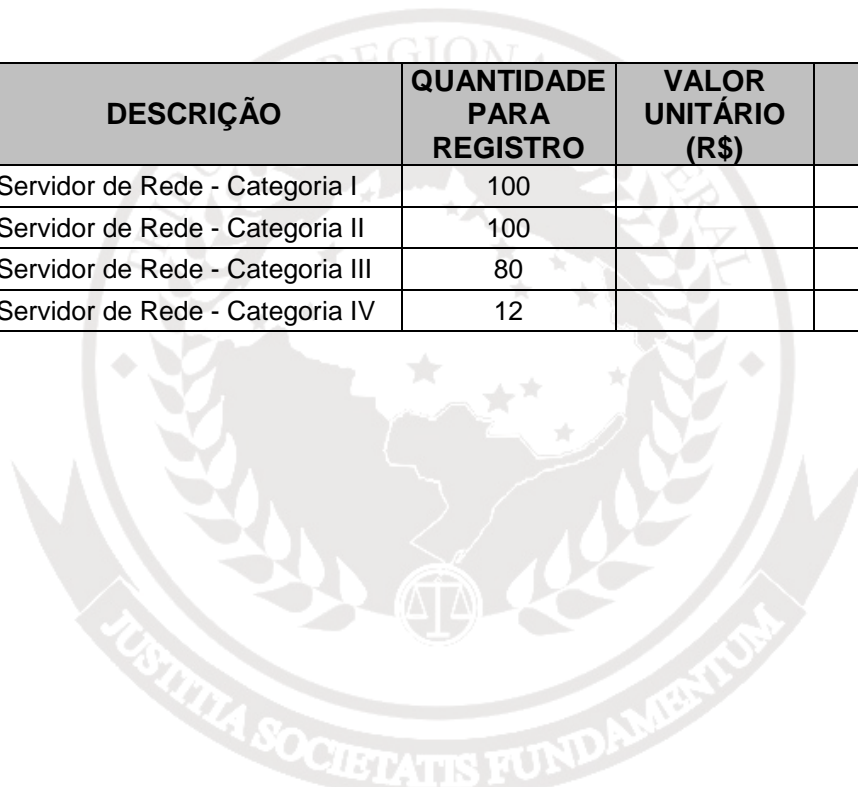 DESCRIÇÃO
QUANTIDADE
PARA
REGISTRO
VALOR
UNITÁRIO
(R$)
Servidor de Rede - Categoria I 100
Servidor de Rede - Categoria II 100
Servidor de Rede - Categoria III 80
Servidor de Rede - Categoria IV 12
JUSTITIA SOCIETATIS FUNDAMENTUM